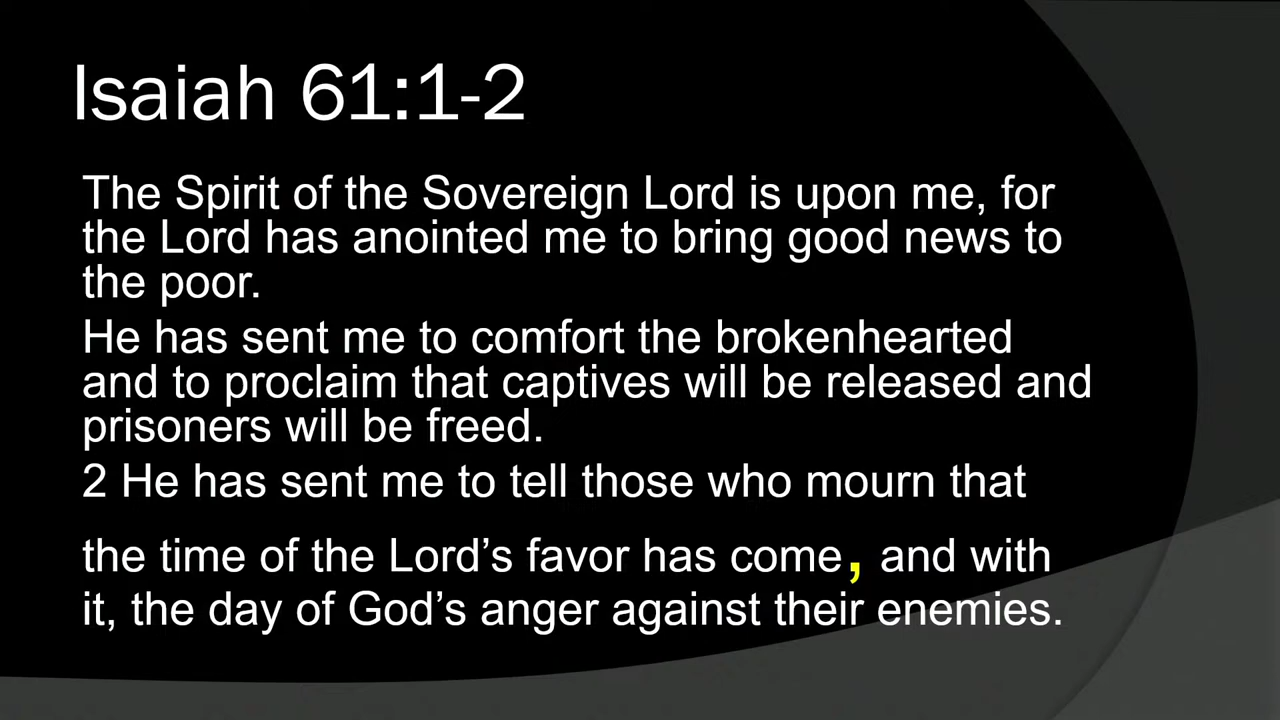 Isaiah 61:1-2
The Spirit of the Sovereign Lord is upon me, for
the Lord has anointed me to bring good news to
the poor.
He has sent me to comfort the brokenhearted
and to proclaim that captives will be released and
prisoners will be freed.
2 He has sent me to tell those who mourn that
the time of the Lord’s favor has come, and with
it, the day of God’s anger against their enemies.